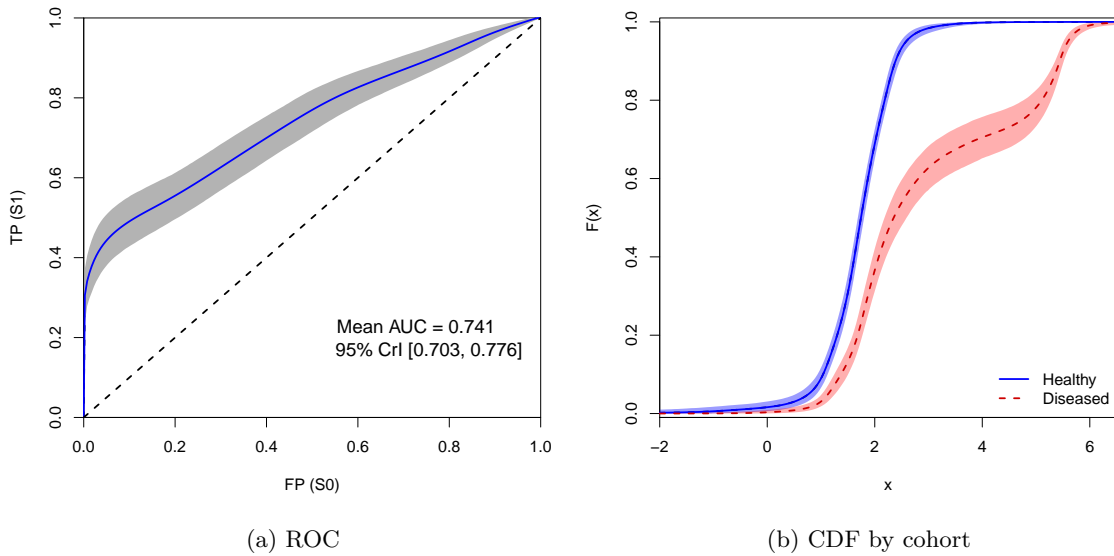 TP (S1)
1.0
0.8
0.6
0.4
0.2
0.0
Mean AUC = 0.741
95% CrI [0.703, 0.776]
0.0 0.2 0.4 0.6 0.8 1.0
FP (S0)
(a) ROC
F(x)
1.0
0.8
0.6
0.4
0.2
0.0
Healthy
Diseased
−2 0 2 4 6
x
(b) CDF by cohort